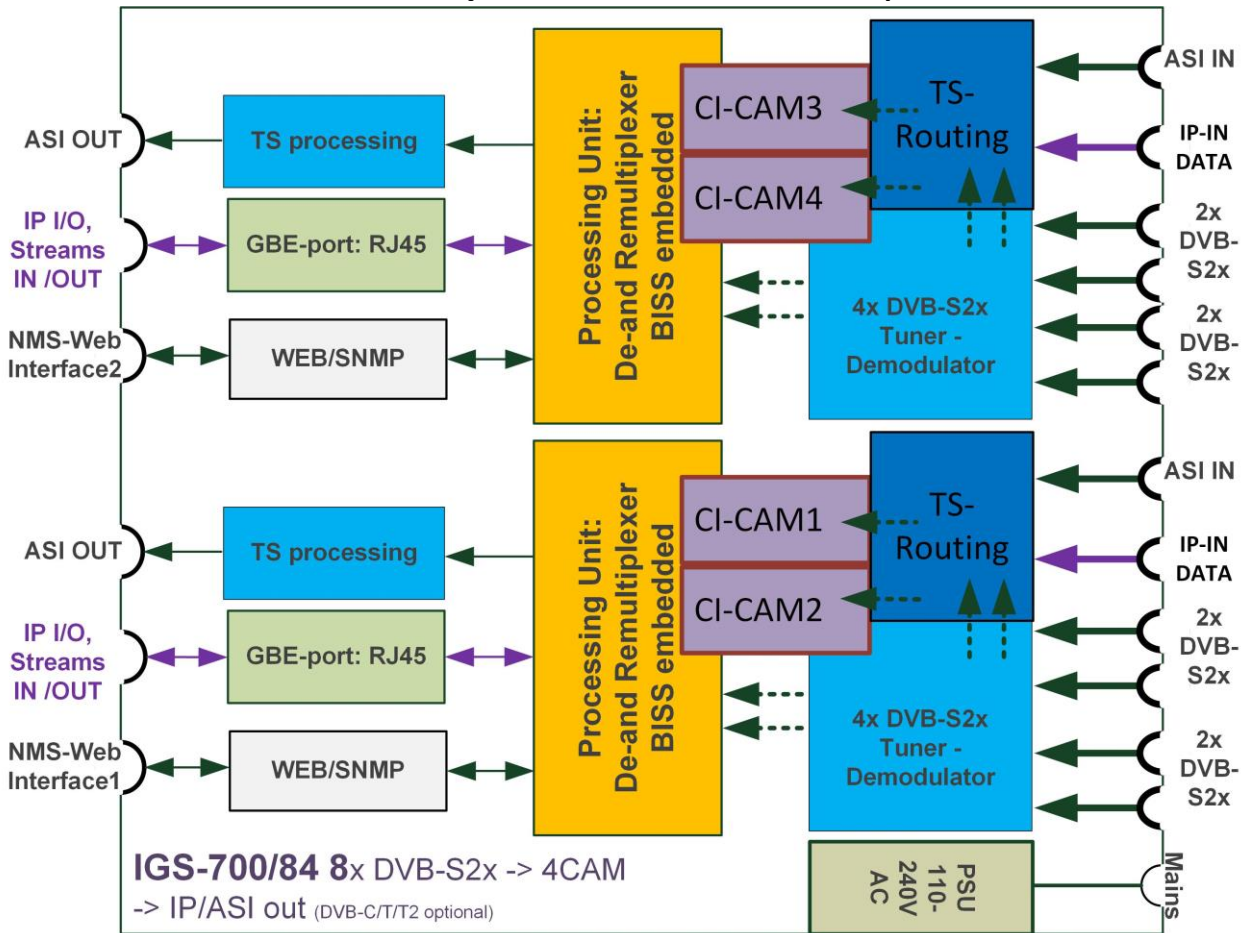 ASI IN
TS-
Routing
CI-CAM3
CI-CAM4
IP-IN
DATA
ASI OUT
TS processing
Processing Unit:
De-and Remultiplexer
BISS embedded
IP I/O,
Streams
IN /OUT
GBE-port: RJ45
2x
DVB-
S2x
4x DVB-S2x
Tuner -
Demodulator
2x
DVB-
S2x
NMS-Web
Interface2
WEB/SNMP
ASI IN
TS-
Routing
CI-CAM1
CI-CAM2
IP-IN
DATA
ASI OUT
TS processing
Processing Unit:
De-and Remultiplexer
BISS embedded
IP I/O,
Streams
IN /OUT
GBE-port: RJ45
2x
DVB-
S2x
4x DVB-S2x
Tuner -
Demodulator
2x
DVB-
S2x
NMS-Web
Interface1
WEB/SNMP
IGS-700/84 8x DVB-S2x -> 4CAM
-> IP/ASI out (DVB-C/T/T2 optional)
PSU
110-
240V
AC
Mains